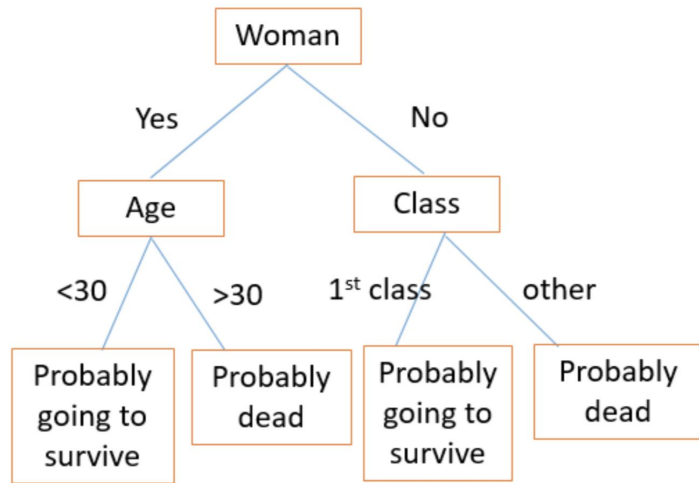 Woman
Yes
No
Age
Class
<30
>30
1st class
other
Probably
going to
survive
Probably
dead
Probably
going to
survive
Probably
dead